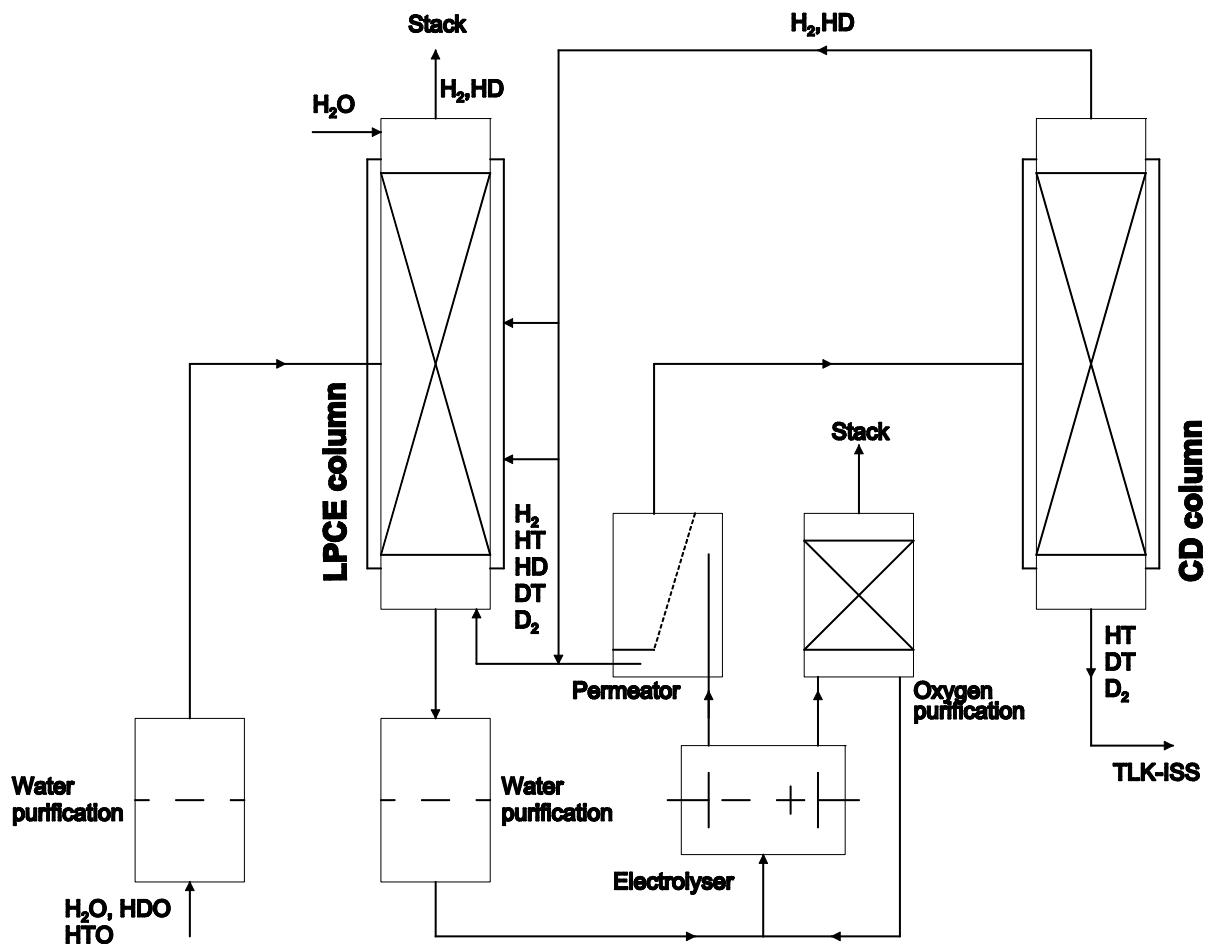 Stack
H₂,HD
H₂,HD
H₂O
LPCE column
CD column
Stack
H₂
HT
HD
DT
D₂
Permeator
Oxygen
purification
HT
DT
D₂
TLK-ISS
Water
purification
Water
purification
Electrolyser
H₂O, HDO
HTO